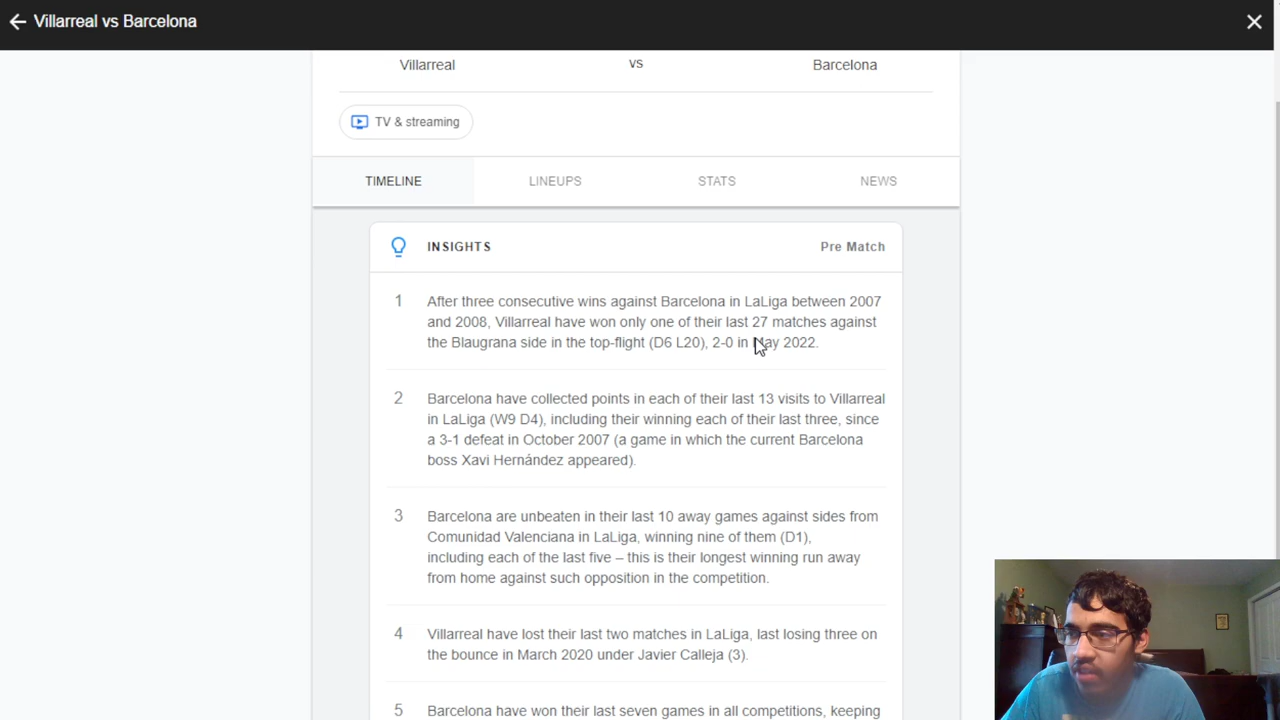 Villarreal vs Barcelona
Villarreal
VS
Barcelona
TV & streaming
TIMELINE
LINEUPS
STATS
NEWS
INSIGHTS
Pre Match
1
After three consecutive wins against Barcelona in LaLiga between 2007
and 2008, Villarreal have won only one of their last 27 matches against
the Blaugrana side in the top-flight (D6 L20), 2-0 in May 2022.
2
Barcelona have collected points in each of their last 13 visits to Villarreal
in LaLiga (W9 D4), including their winning each of their last three, since
a 3-1 defeat in October 2007 (a game in which the current Barcelona
boss Xavi Hernández appeared).
3
Barcelona are unbeaten in their last 10 away games against sides from
Comunidad Valenciana in LaLiga, winning nine of them (D1),
including each of the last five – this is their longest winning run away
from home against such opposition in the competition.
4
Villarreal have lost their last two matches in LaLiga, last losing three on
the bounce in March 2020 under Javier Calleja (3).
5
Barcelona have won their last seven games in all competitions, keeping